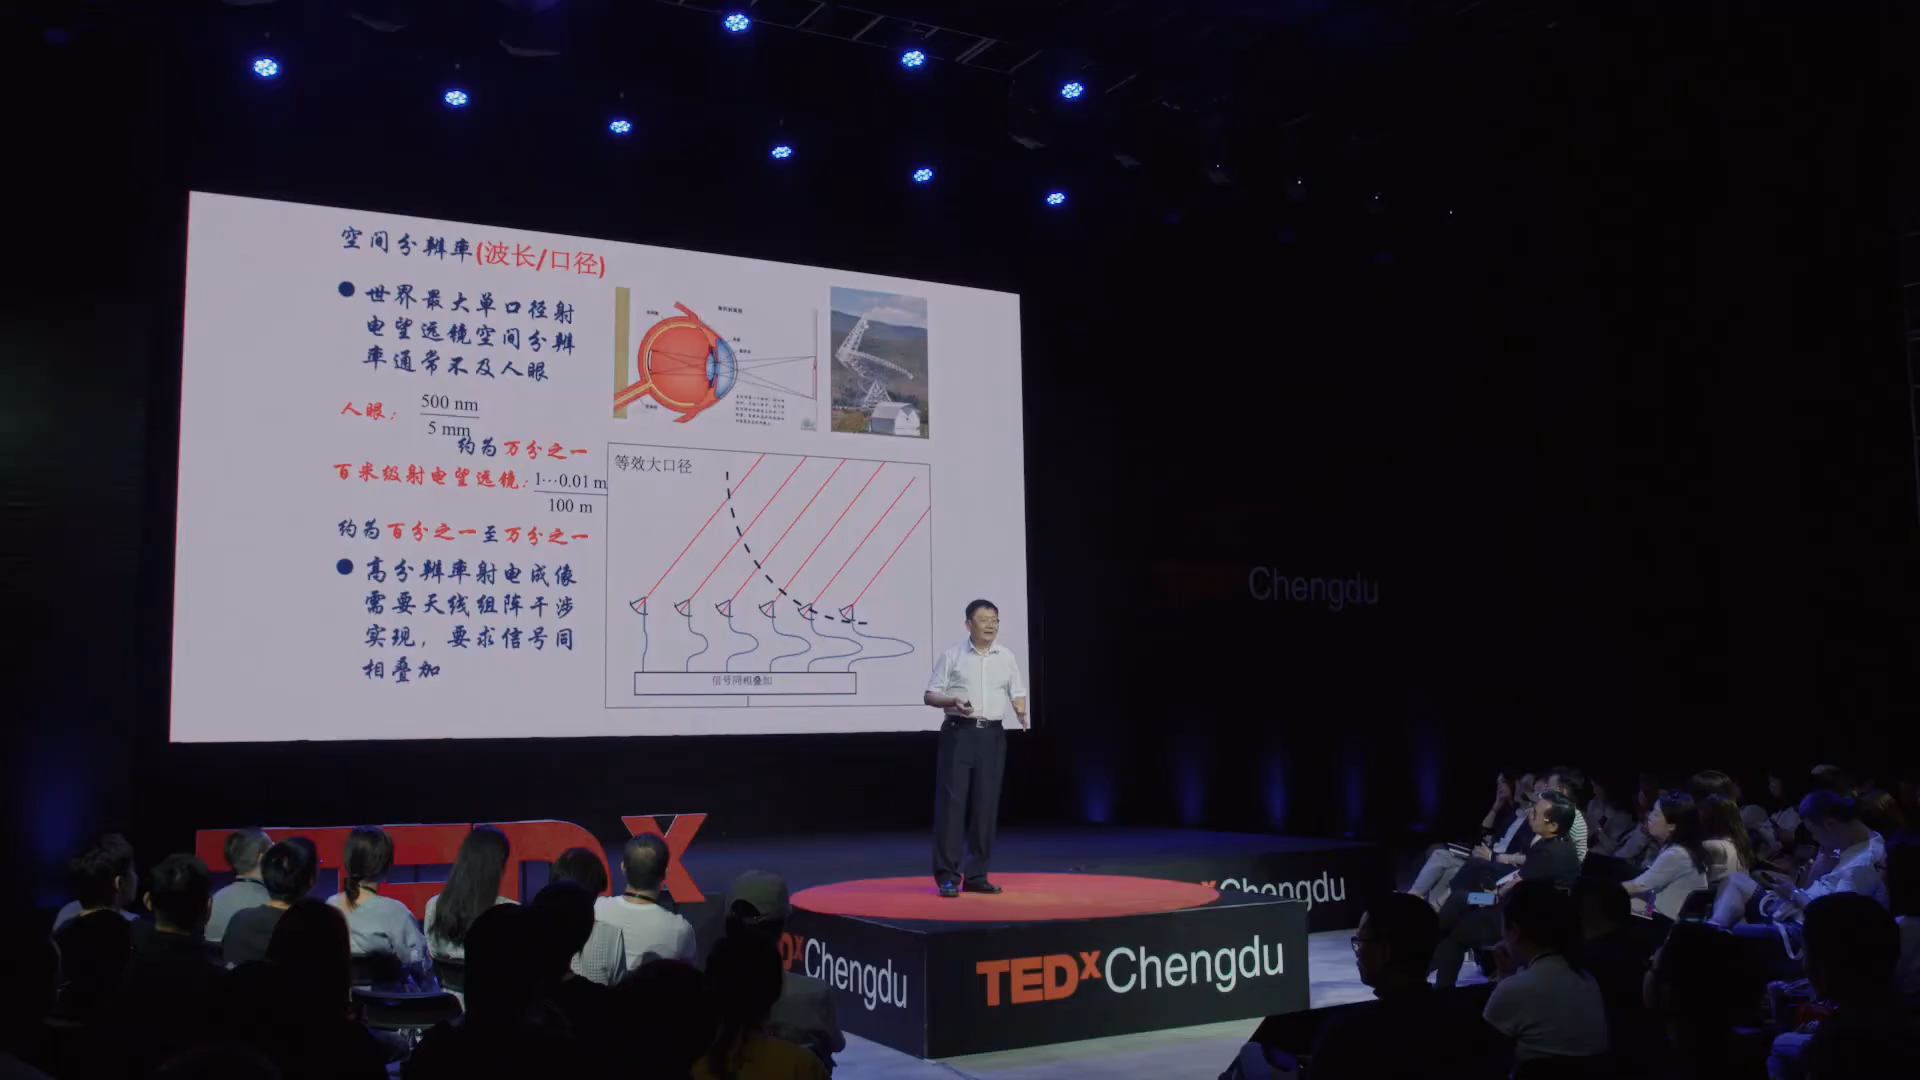 空间分辨率(波长/口径)
世界最大单口径射
电望远镜空间分辨
率通常不及人眼
人眼：
500 nm
5 mm
约为万分之一
百米级射电望远镜：
1···0.01 m
100 m
约为百分之一至万分之一
高分辨率射电成像
需要天线组阵干涉
实现，要求信号同
相叠加
等效大口径
信号同相叠加
Chengdu
TEDx
xChengdu
DxChengdu
TEDxChengdu